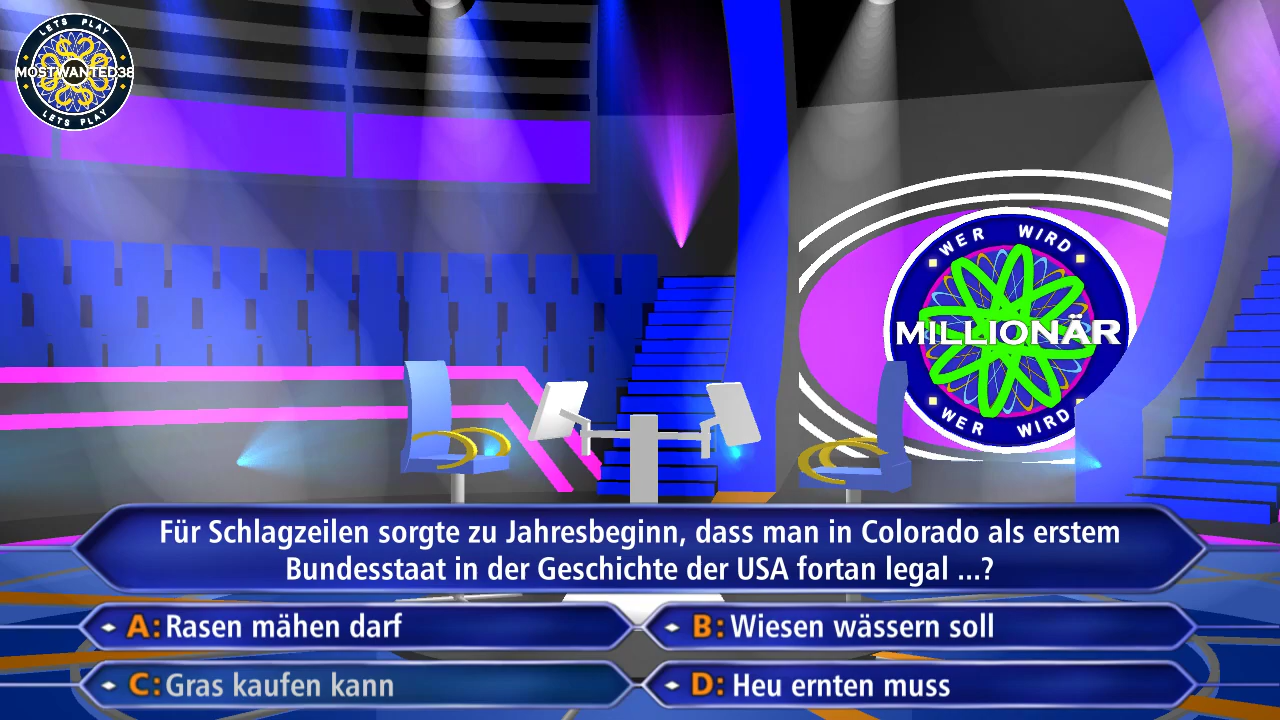 LETS PLAY
MOSTWANTED38
LETS PLAY
WER WIRD
MILLIONÄR
WER WIRD
Für Schlagzeilen sorgte zu Jahresbeginn, dass man in Colorado als erstem
Bundesstaat in der Geschichte der USA fortan legal ...?
A: Rasen mähen darf
B: Wiesen wässern soll
C: Gras kaufen kann
D: Heu ernten muss